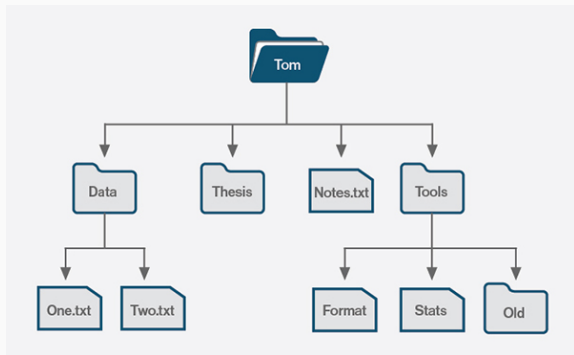 Tom
Data
Thesis
Notes.txt
Tools
One.txt
Two.txt
Format
Stats
Old